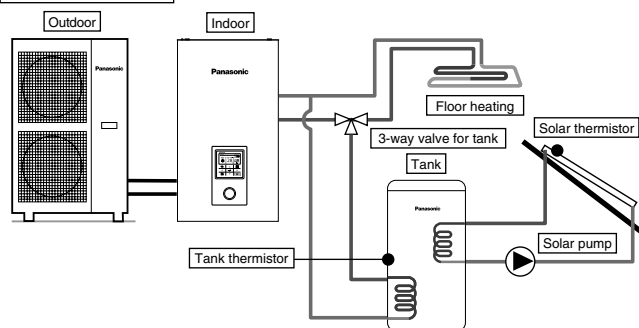 Outdoor
Indoor
Panasonic
Panasonic
Floor heating
3-way valve for tank
Solar thermistor
Tank
Panasonic
Solar pump
Tank thermistor